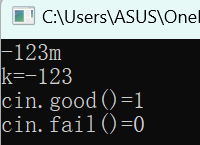 C:\Users\ASUS\One
-123m
k=-123
cin.good()=1
cin.fail()=0